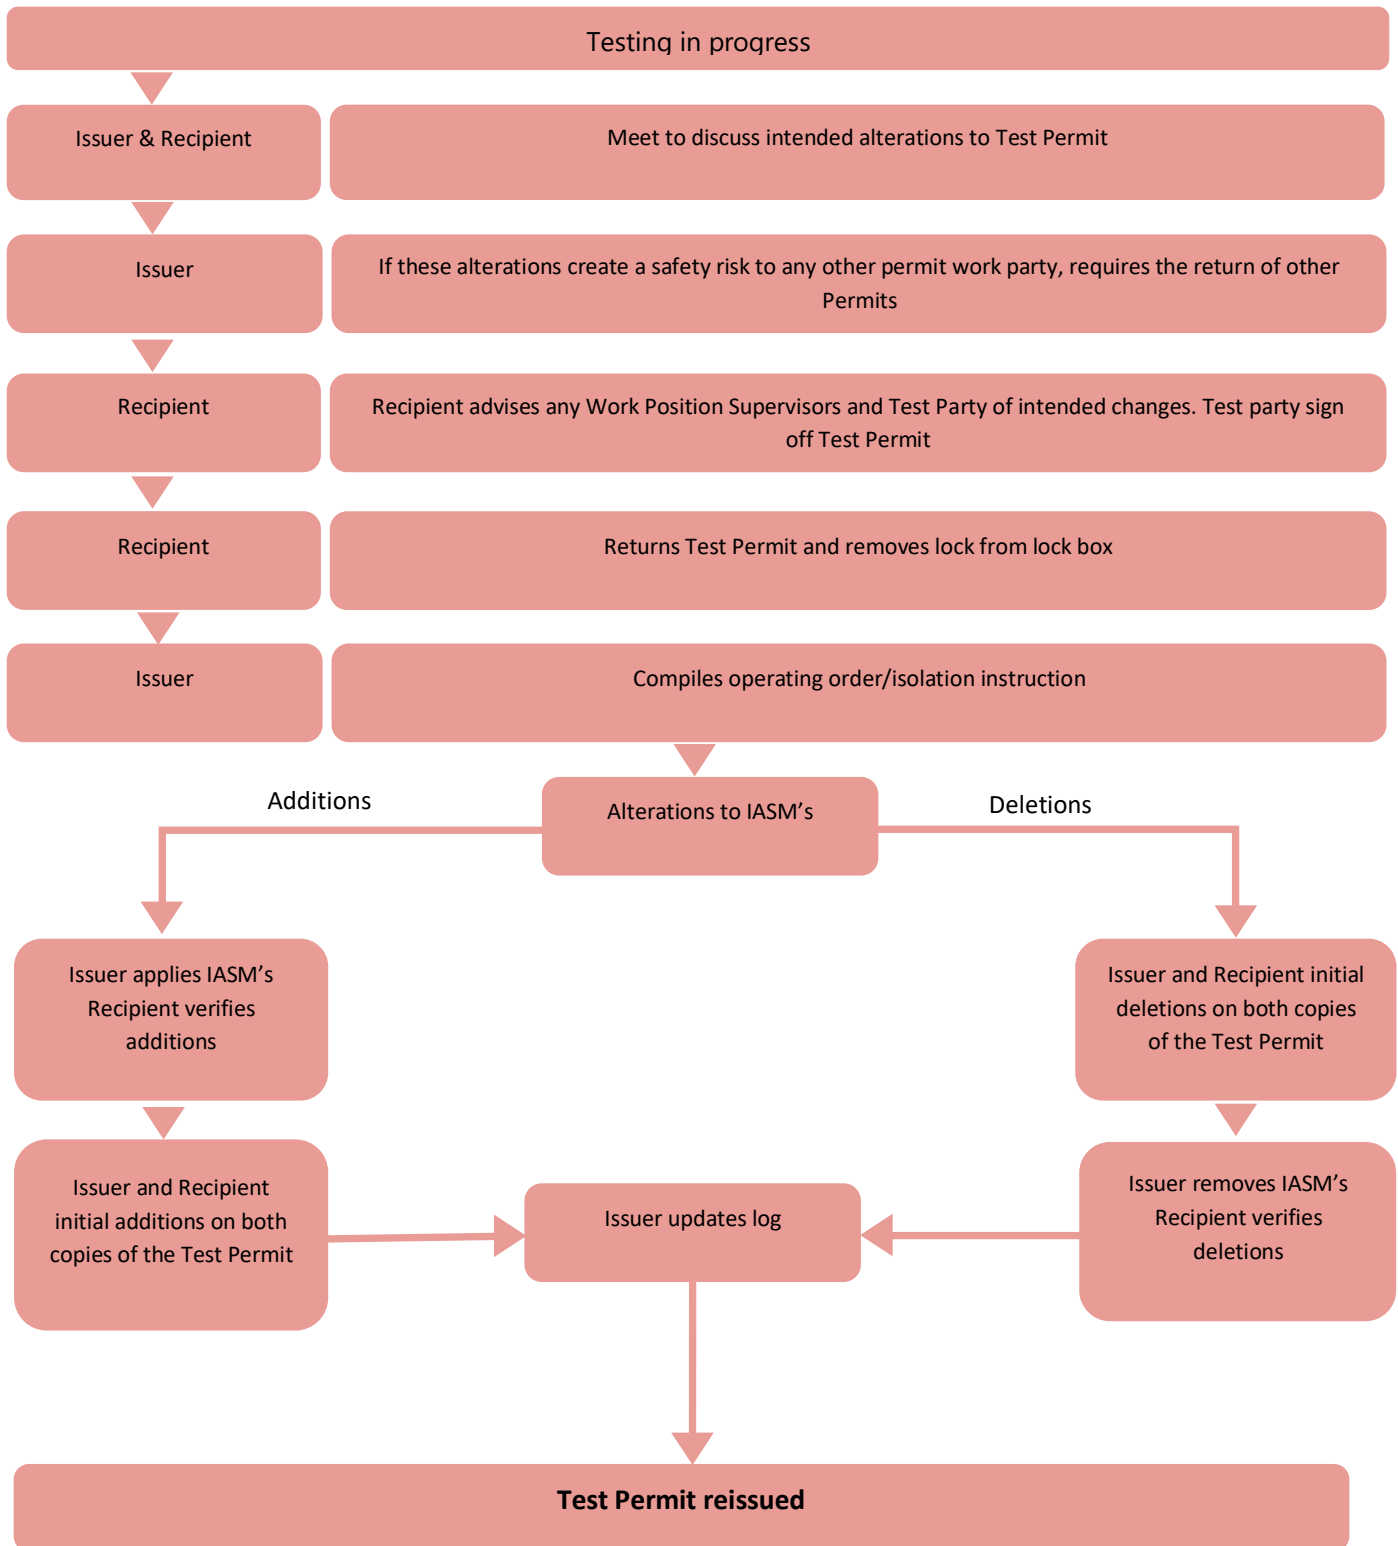 Testing in progress
Issuer & Recipient
Meet to discuss intended alterations to Test Permit
Issuer
If these alterations create a safety risk to any other permit work party, requires the return of other
Permits
Recipient
Recipient advises any Work Position Supervisors and Test Party of intended changes. Test party sign
off Test Permit
Recipient
Returns Test Permit and removes lock from lock box
Issuer
Compiles operating order/isolation instruction
Additions
Alterations to IASM’s
Deletions
Issuer applies IASM’s
Recipient verifies
additions
Issuer and Recipient initial
deletions on both copies
of the Test Permit
Issuer and Recipient
initial additions on both
copies of the Test Permit
Issuer updates log
Issuer removes IASM’s
Recipient verifies
deletions
Test Permit reissued